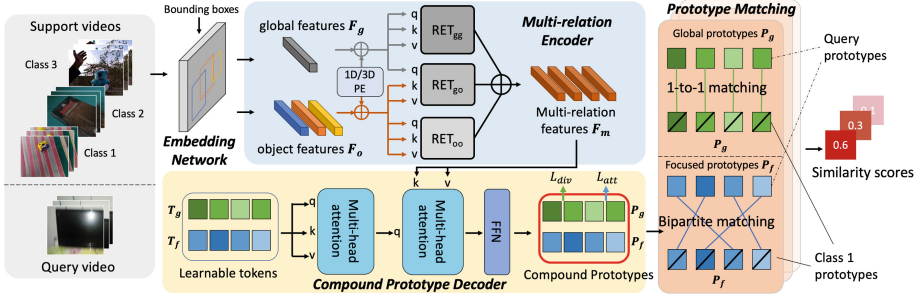 Support videos
Class 3
Class 2
Class 1
Query video
Bounding boxes
Embedding
Network
global features F_g
1D/3D
PE
object features F_o
q
k
v
q
k
v
q
k
v
RET_gg
RET_go
RET_oo
Multi-relation
Encoder
Multi-relation
features F_m
T_g
T_f
Learnable tokens
q
k
v
Multi-head
attention
q
k
v
Multi-head
attention
FFN
L_div
L_att
P_g
P_f
Compound Prototypes
Compound Prototype Decoder
Prototype Matching
Global prototypes P_g
1-to-1 matching
P_g
Focused prototypes P_f
Bipartite matching
P_f
Query
prototypes
Class 1
prototypes
0.1
0.3
0.6
Similarity scores